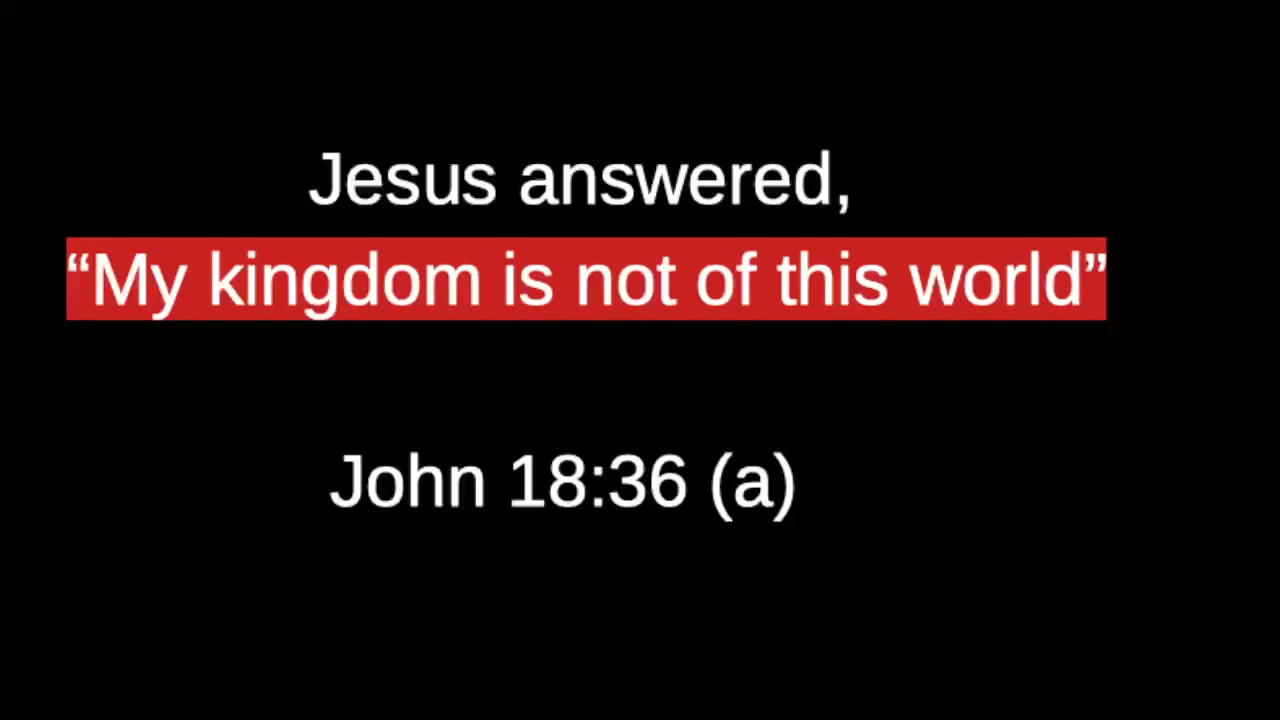 Jesus answered,
“My kingdom is not of this world”
John 18:36 (a)